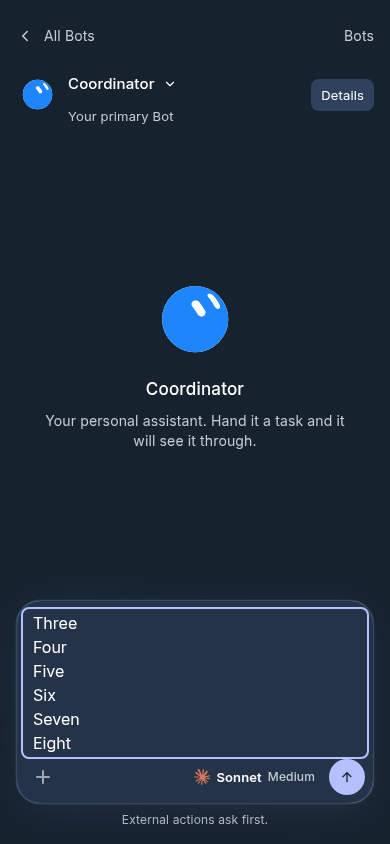 All Bots
Bots
Coordinator
Your primary Bot
Details
Coordinator
Your personal assistant. Hand it a task and it
will see it through.
Three
Four
Five
Six
Seven
Eight
Sonnet Medium
External actions ask first.